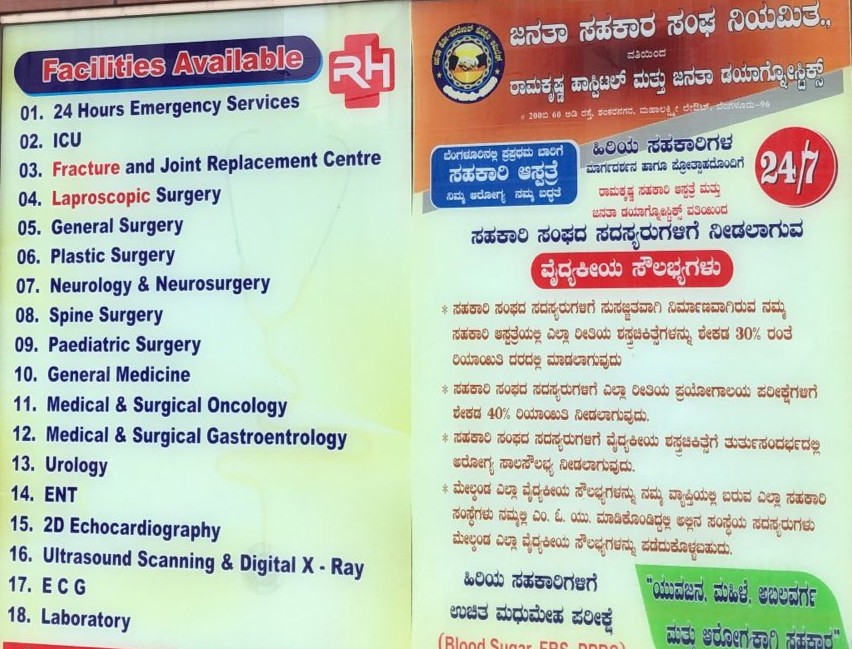 Facilities Available
RH
01. 24 Hours Emergency Services
02. ICU
03. Fracture and Joint Replacement Centre
04. Laproscopic Surgery
05. General Surgery
06. Plastic Surgery
07. Neurology & Neurosurgery
08. Spine Surgery
09. Paediatric Surgery
10. General Medicine
11. Medical & Surgical Oncology
12. Medical & Surgical Gastroentrology
13. Urology
14. ENT
15. 2D Echocardiography
16. Ultrasound Scanning & Digital X - Ray
17. E C G
18. Laboratory
ಜನತಾ ಸಹಕಾರ ಸಂಘ ನಿಯಮಿತ.,
ವತಿಯಿಂದ
ರಾಮಕೃಷ್ಣ ಹಾಸ್ಪಿಟಲ್ ಮತ್ತು ಜನತಾ ಡಯಾಗ್ನೋಸ್ಟಿಕ್ಸ್
# 200ಬಿ 60 ಅಡಿ ರಸ್ತೆ, ಶಂಕರನಗರ, ಮಹಾಲಕ್ಷ್ಮೀ ಲೇಔಟ್, ಬೆಂಗಳೂರು-96
ಬೆಂಗಳೂರಿನಲ್ಲಿ ಪ್ರಪ್ರಥಮ ಬಾರಿಗೆ
ಸಹಕಾರಿ ಆಸ್ಪತ್ರೆ
ನಿಮ್ಮ ಆರೋಗ್ಯ ನಮ್ಮ ಬದ್ಧತೆ
ಹಿರಿಯ ಸಹಕಾರಿಗಳ
ಮಾರ್ಗದರ್ಶನ ಹಾಗೂ ಪ್ರೋತ್ಸಾಹದೊಂದಿಗೆ
24/7
ರಾಮಕೃಷ್ಣ ಸಹಕಾರಿ ಆಸ್ಪತ್ರೆ ಮತ್ತು
ಜನತಾ ಡಯಾಗ್ನೋಸ್ಟಿಕ್ಸ್ ವತಿಯಿಂದ
ಸಹಕಾರಿ ಸಂಘದ ಸದಸ್ಯರುಗಳಿಗೆ ನೀಡಲಾಗುವ
ವೈದ್ಯಕೀಯ ಸೌಲಭ್ಯಗಳು
* ಸಹಕಾರಿ ಸಂಘದ ಸದಸ್ಯರುಗಳಿಗೆ ಸುಸಜ್ಜಿತವಾಗಿ ನಿರ್ಮಾಣವಾಗಿರುವ ನಮ್ಮ
ಸಹಕಾರಿ ಆಸ್ಪತ್ರೆಯಲ್ಲಿ ಎಲ್ಲಾ ರೀತಿಯ ಶಸ್ತ್ರಚಿಕಿತ್ಸೆಗಳನ್ನು ಶೇಕಡ 30% ರಂತೆ
ರಿಯಾಯಿತಿ ದರದಲ್ಲಿ ಮಾಡಲಾಗುವುದು
* ಸಹಕಾರಿ ಸಂಘದ ಸದಸ್ಯರುಗಳಿಗೆ ಎಲ್ಲಾ ರೀತಿಯ ಪ್ರಯೋಗಾಲಯ ಪರೀಕ್ಷೆಗಳಿಗೆ
ಶೇಕಡ 40% ರಿಯಾಯಿತಿ ನೀಡಲಾಗುವುದು.
* ಸಹಕಾರಿ ಸಂಘದ ಸದಸ್ಯರುಗಳಿಗೆ ವೈದ್ಯಕೀಯ ಶಸ್ತ್ರಚಿಕಿತ್ಸೆಗೆ ತುರ್ತುಸಂದರ್ಭದಲ್ಲಿ
ಆರೋಗ್ಯ ಸಾಲಸೌಲಭ್ಯ ನೀಡಲಾಗುವುದು.
* ಮೇಲ್ಕಂಡ ಎಲ್ಲಾ ವೈದ್ಯಕೀಯ ಸೌಲಭ್ಯಗಳನ್ನು ನಮ್ಮ ವ್ಯಾಪ್ತಿಯಲ್ಲಿ ಬರುವ ಎಲ್ಲಾ ಸಹಕಾರಿ
ಸಂಸ್ಥೆಗಳು ನಮ್ಮಲ್ಲಿ ಎಂ. ಓ. ಯು. ಮಾಡಿಕೊಂಡಿದ್ದಲ್ಲಿ ಅಲ್ಲಿನ ಸಂಸ್ಥೆಯ ಸದಸ್ಯರುಗಳು
ಮೇಲ್ಕಂಡ ಎಲ್ಲಾ ವೈದ್ಯಕೀಯ ಸೌಲಭ್ಯಗಳನ್ನು ಪಡೆದುಕೊಳ್ಳಬಹುದು.
ಹಿರಿಯ ಸಹಕಾರಿಗಳಿಗೆ
ಉಚಿತ ಮಧುಮೇಹ ಪರೀಕ್ಷೆ
(Blood Sugar, FBS, PPBS)
"ಯುವಜನ, ಮಹಿಳೆ, ಅಬಲವರ್ಗ
ಮತ್ತು ಆರೋಗ್ಯಕ್ಕಾಗಿ ಸಹಕಾರ"